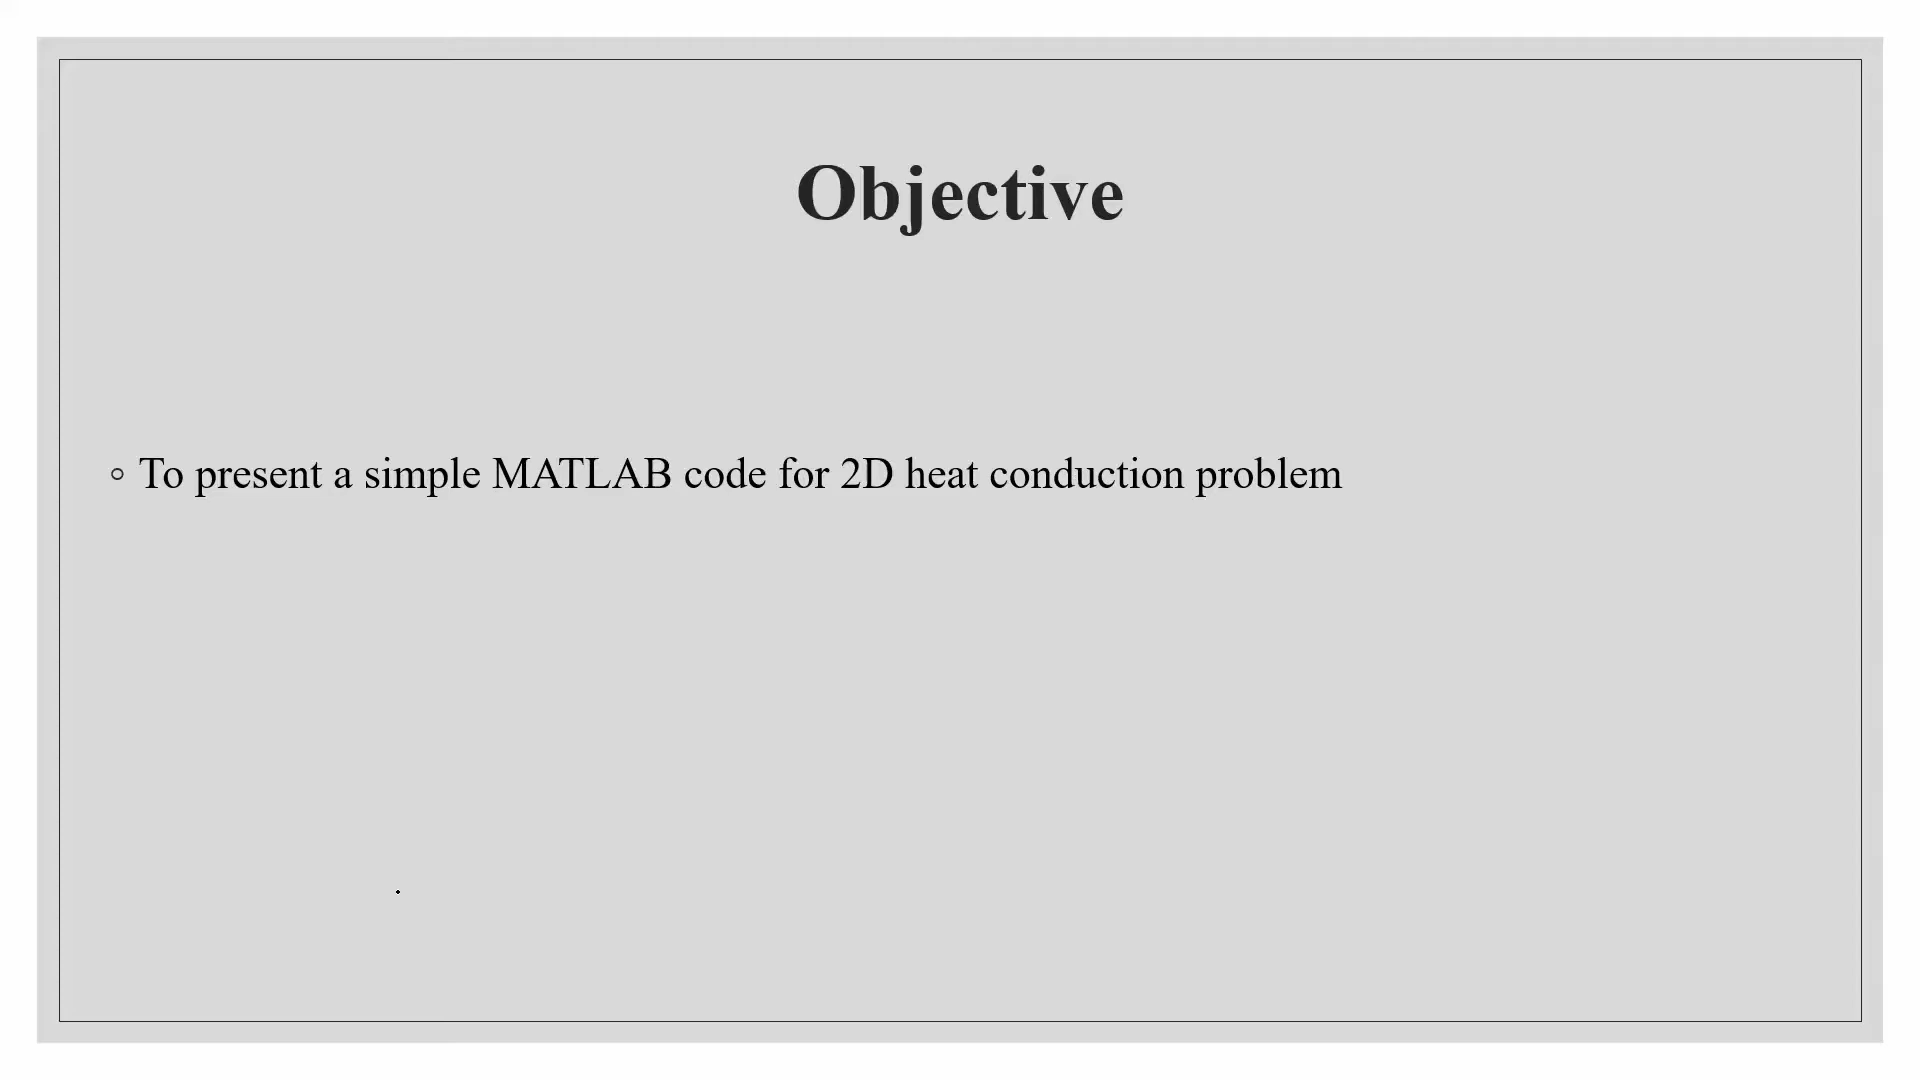 Objective
◦ To present a simple MATLAB code for 2D heat conduction problem